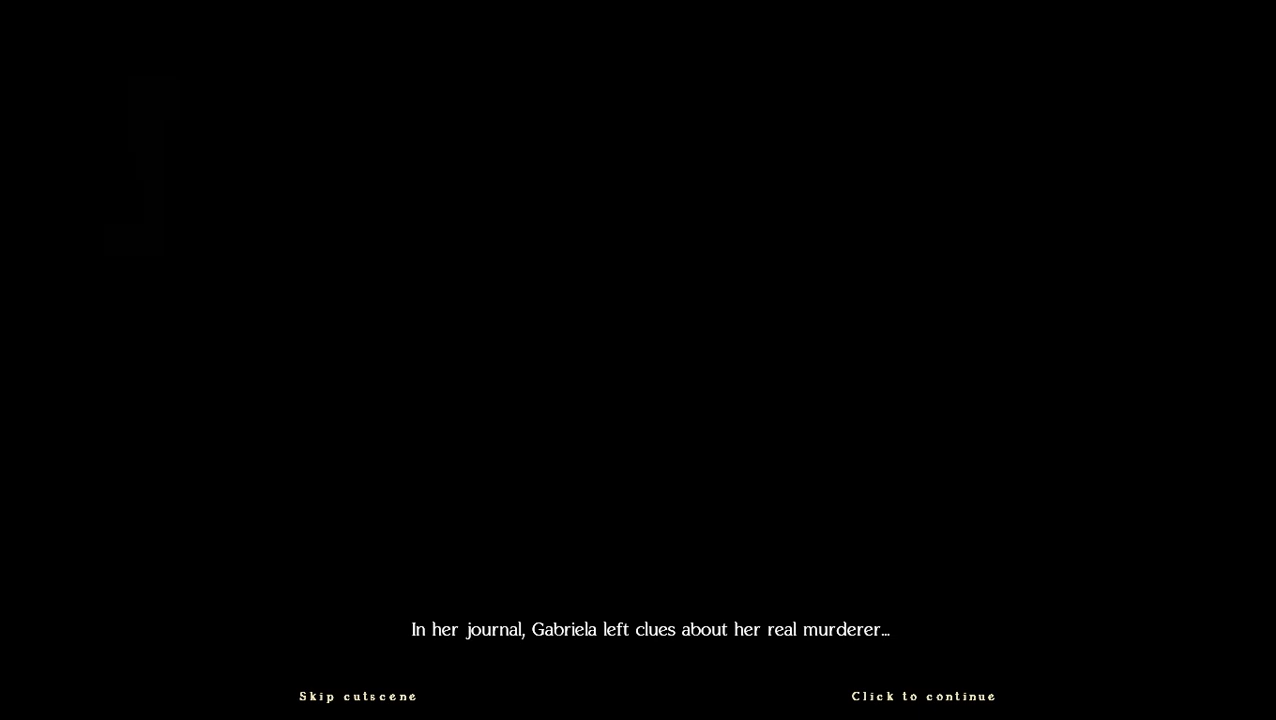 In her journal, Gabriela left clues about her real murderer...
Skip cutscene
Click to continue